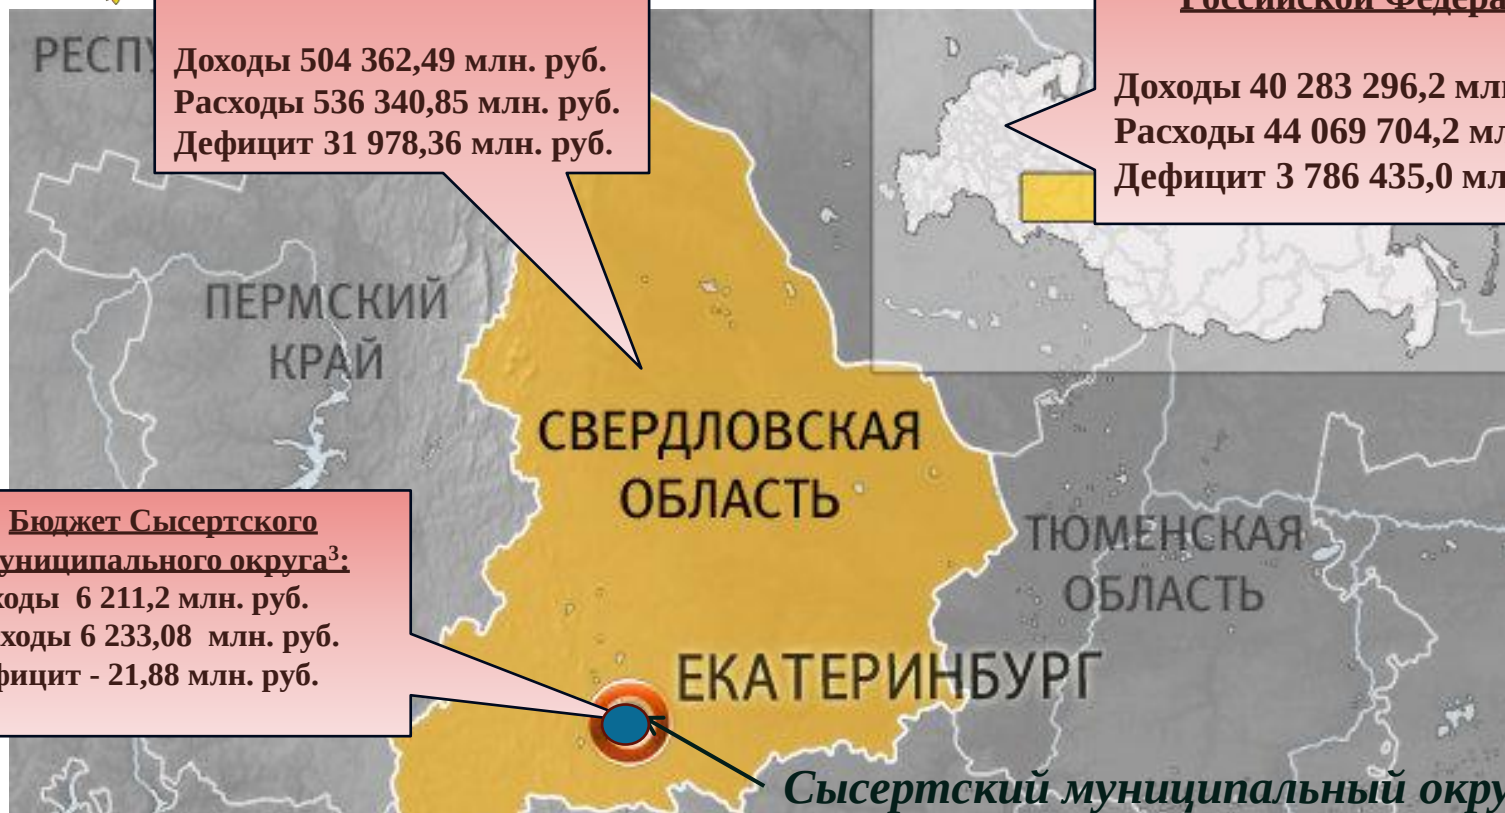 Доходы 504 362,49 млн. руб.
Расходы 536 340,85 млн. руб.
Дефицит 31 978,36 млн. руб.
Российской
Доходы 40 283 296,2
Расходы 44 069 704,2
Дефицит 3 786 435,0
ПЕРМСКИЙ
КРАЙ
СВЕРДЛОВСКАЯ
ОБЛАСТЬ
ТЮМЕНСКАЯ
ОБЛАСТЬ
Бюджет Сысертского
униципального округа³:
ходы 6 211,2 млн. руб.
ходы 6 233,08 млн. руб.
фицит - 21,88 млн. руб.
ЕКАТЕРИНБУРГ
Сысертский муниципальный окру